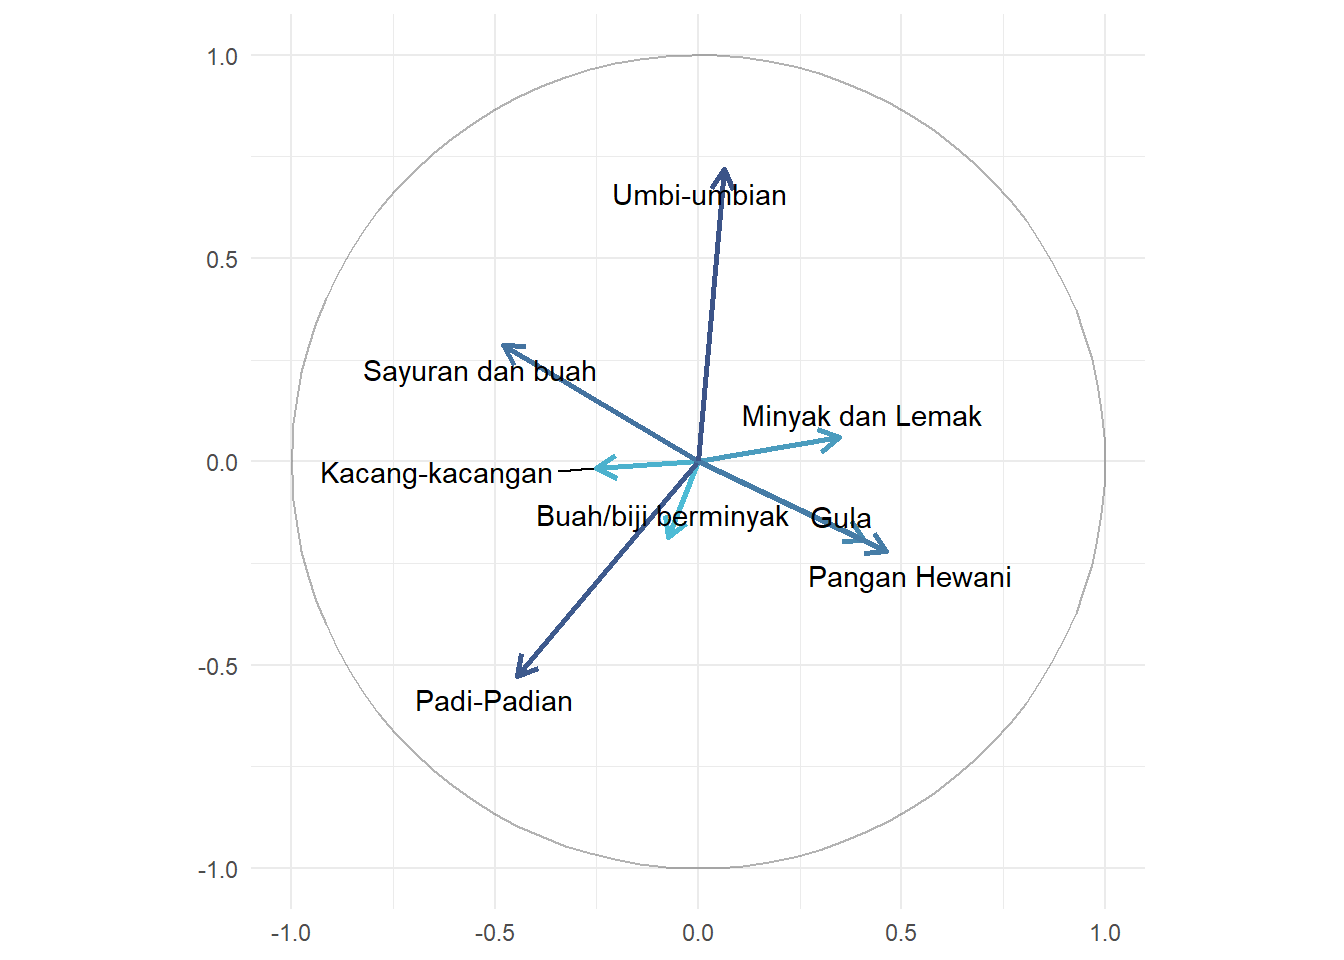 1.0
Umbi-umbian
0.5
Sayuran dan buah
Minyak dan Lemak
0.0
Kacang-kacangan
Buah/biji berminyak
Gula
Pangan Hewani
-0.5
Padi-Padian
-1.0
-1.0 -0.5 0.0 0.5 1.0